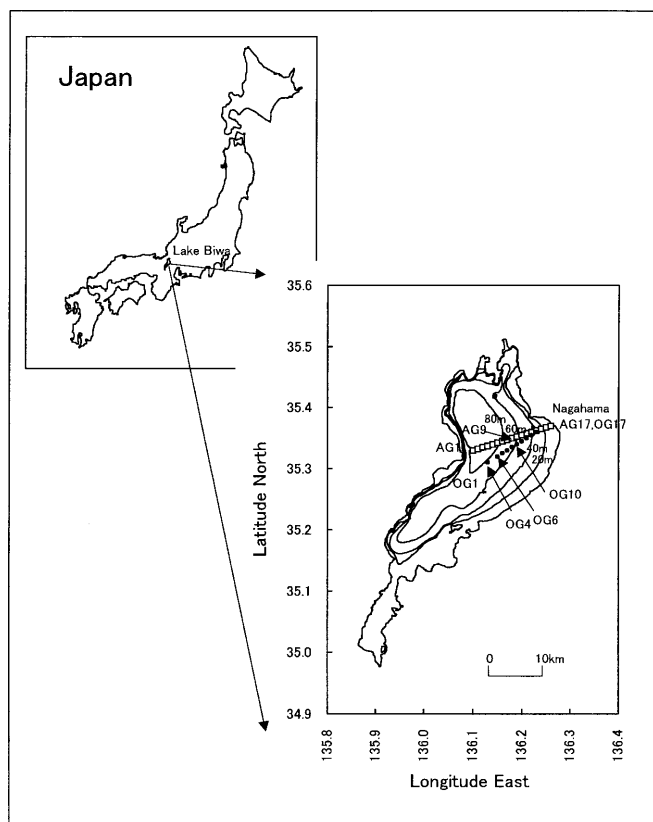 Japan
Lake Biwa
35.6
35.5
35.4
35.3
35.2
35.1
35.0
34.9
Latitude North
Nagahama
AG17,OG17
80m
60m
AG9
AG1
40m
20m
OG1
OG10
OG6
OG4
0 10km
135.8
135.9
136.0
136.1
136.2
136.3
136.4
Longitude East